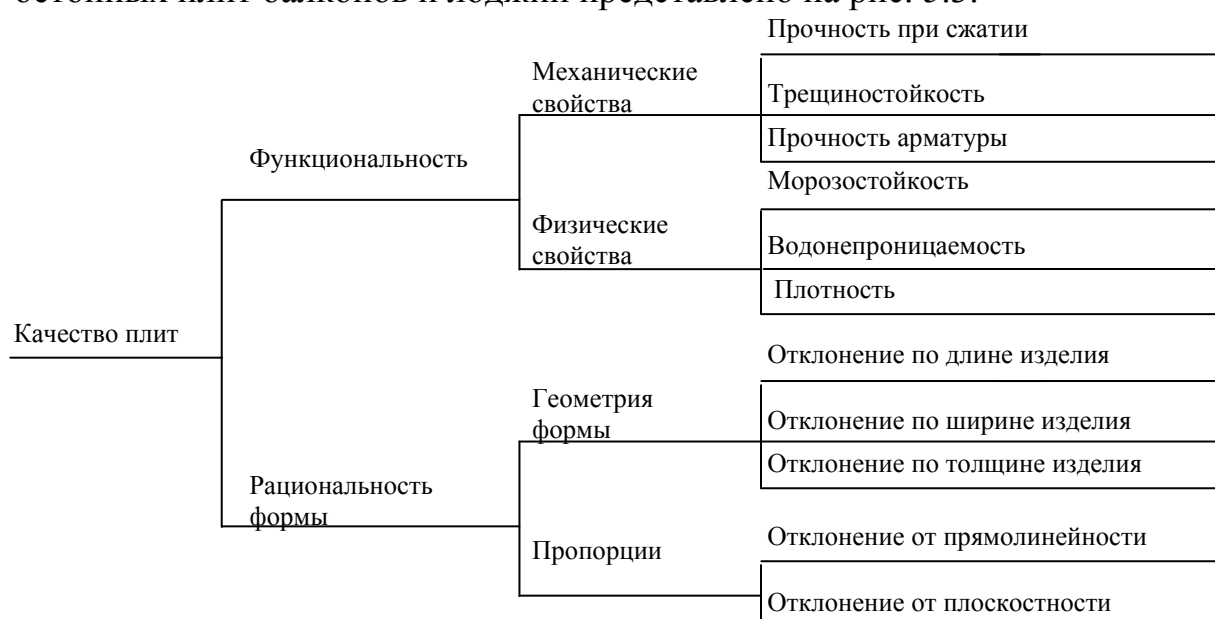 бетонных плит балконов и лоджий представлено на рис. 5.5.
Прочность при сжатии
Механические
свойства
Трещиностойкость
Прочность арматуры
Функциональность
Морозостойкость
Физические
свойства
Водонепроницаемость
Плотность
Качество плит
Отклонение по длине изделия
Геометрия
формы
Отклонение по ширине изделия
Отклонение по толщине изделия
Рациональность
формы
Пропорции
Отклонение от прямолинейности
Отклонение от плоскостности